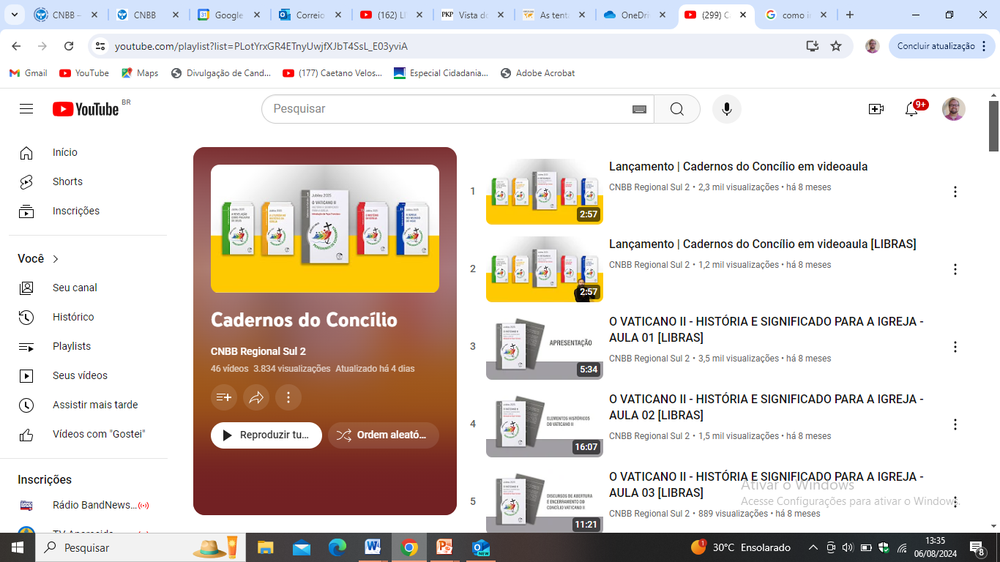 CNBB –
CNBB
Google
Correio
(162) LI
Vista do
As tenta
OneDri
(299) C
como in
youtube.com/playlist?list=PLotYrxGR4ETnyUwjfXJbT4SsL_E03yviA
Concluir atualização
Gmail
YouTube
Maps
Divulgação de Cand...
(177) Caetano Velos...
Especial Cidadania...
Adobe Acrobat
YouTube BR
Pesquisar
9+
Início
Shorts
Inscrições
Você
Seu canal
Histórico
Playlists
Seus vídeos
Assistir mais tarde
Vídeos com "Gostei"
Inscrições
Rádio BandNews...
TV Aparecida
Jubileu 2025
O VATICANO II
Cadernos do Concílio
CNBB Regional Sul 2
46 vídeos 3.834 visualizações Atualizado há 4 dias
Reproduzir tu...
Ordem aleató...
1
2:57
Lançamento | Cadernos do Concílio em videoaula
CNBB Regional Sul 2 • 2,3 mil visualizações • há 8 meses
2
2:57
Lançamento | Cadernos do Concílio em videoaula [LIBRAS]
CNBB Regional Sul 2 • 1,2 mil visualizações • há 8 meses
3
APRESENTAÇÃO
5:34
O VATICANO II - HISTÓRIA E SIGNIFICADO PARA A IGREJA -
AULA 01 [LIBRAS]
CNBB Regional Sul 2 • 3,5 mil visualizações • há 8 meses
4
ELEMENTOS HISTÓRICOS
DO VATICANO II
16:07
O VATICANO II - HISTÓRIA E SIGNIFICADO PARA A IGREJA -
AULA 02 [LIBRAS]
CNBB Regional Sul 2 • 1,5 mil visualizações • há 8 meses
5
DISCURSOS DE ABERTURA
E ENCERRAMENTO DO
CONCÍLIO VATICANO II
11:21
O VATICANO II - HISTÓRIA E SIGNIFICADO PARA A IGREJA -
AULA 03 [LIBRAS]
CNBB Regional Sul 2 • 889 visualizações • há 8 meses
Ativar o Windows
Acesse Configurações para ativar o Windows.
Pesquisar
1
30°C Ensolarado
13:35
06/08/2024
8